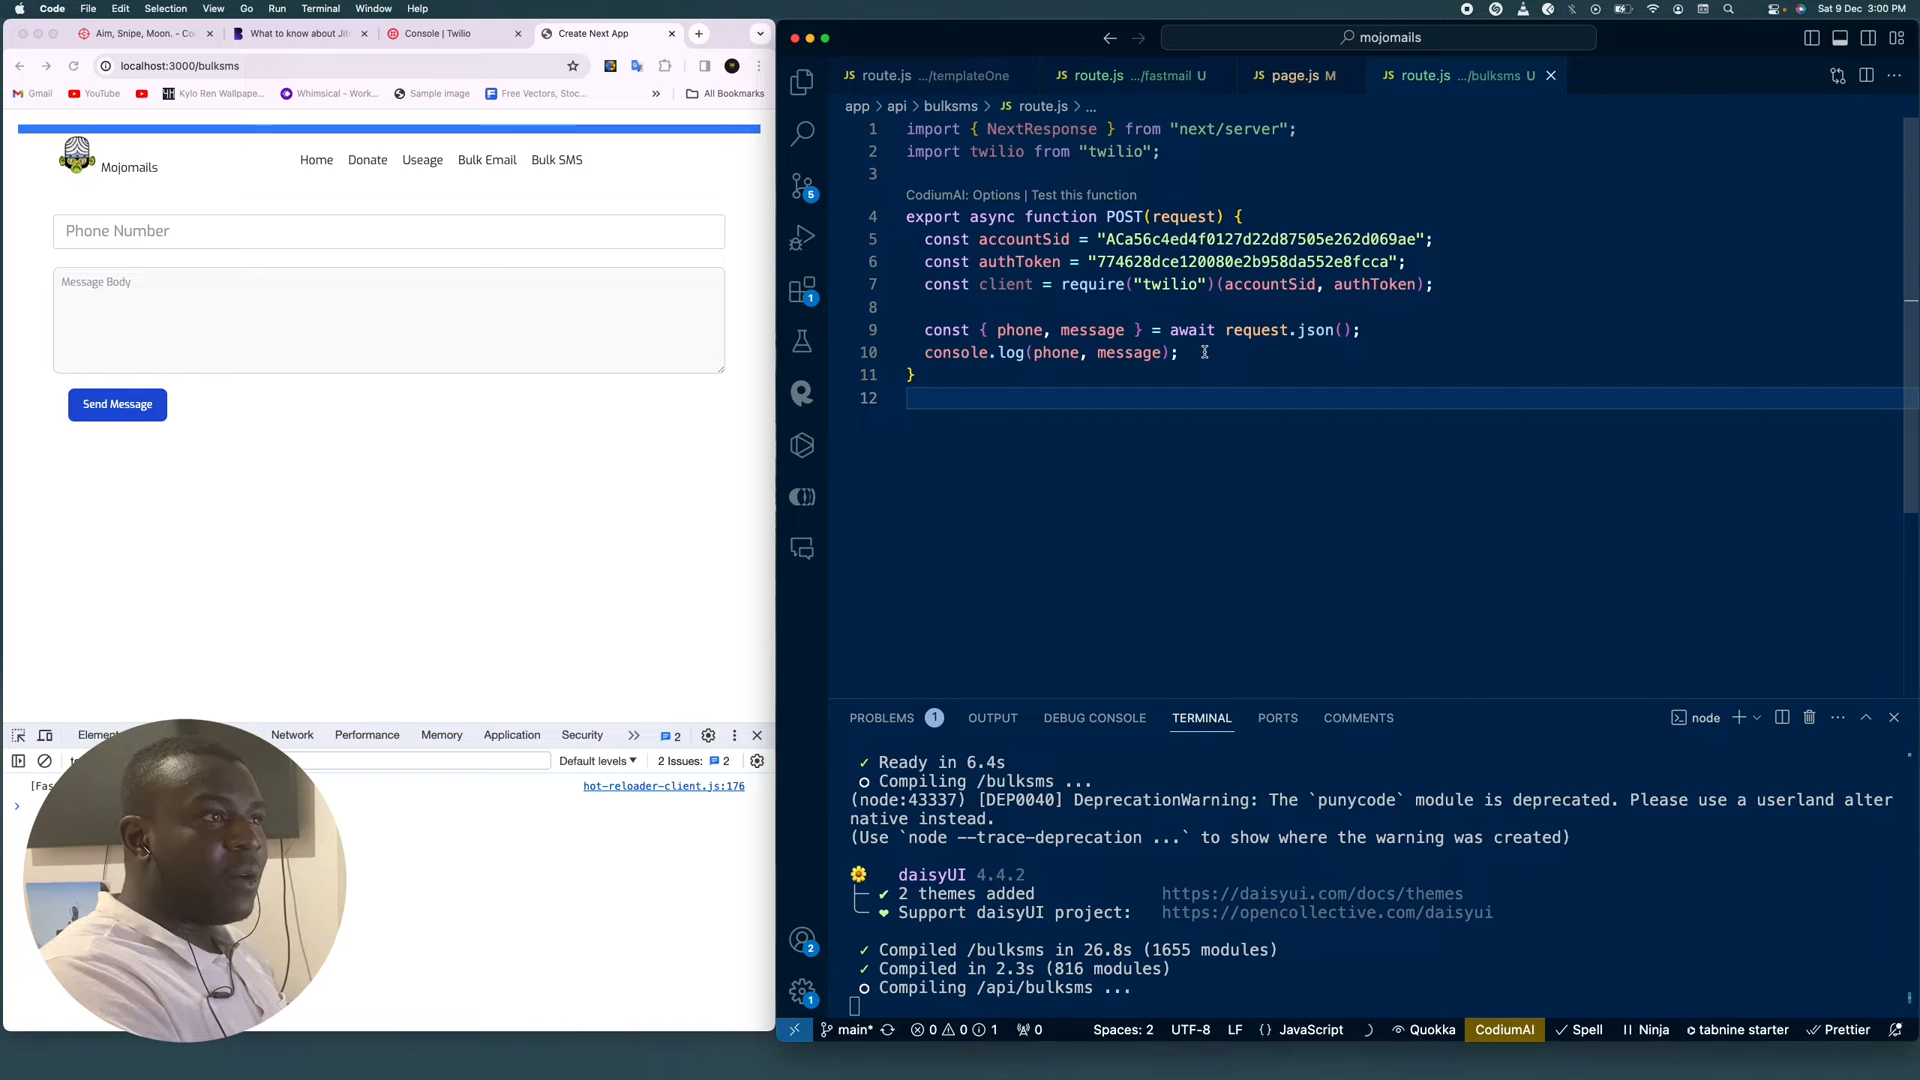 Code File Edit Selection View Go Run Terminal Window Help
Sat 9 Dec 3:00 PM
Aim, Snipe, Moon. - Co
What to know about Jit
Console | Twilio
Create Next App
localhost:3000/bulksms
Gmail
YouTube
Kylo Ren Wallpape...
Whimsical - Work...
Sample image
Free Vectors, Stoc...
»
All Bookmarks
Mojomails
Home Donate Useage Bulk Email Bulk SMS
Phone Number
Message Body
Send Message
Elemen Network Performance Memory Application Security » 2
Default levels ▼ 2 Issues: 2
[Fas hot-reloader-client.js:176
mojomails
route.js .../templateOne
route.js .../fastmail U
page.js M
route.js .../bulksms U
app > api > bulksms > JS route.js > ...
1 import { NextResponse } from "next/server";
2 import twilio from "twilio";
3
CodiumAI: Options | Test this function
4 export async function POST(request) {
5 const accountSid = "ACa56c4ed4f0127d22d87505e262d069ae";
6 const authToken = "774628dce120080e2b958da552e8fcca";
7 const client = require("twilio")(accountSid, authToken);
8
9 const { phone, message } = await request.json();
10 console.log(phone, message);
11 }
12
5
1
2
1
PROBLEMS 1 OUTPUT DEBUG CONSOLE TERMINAL PORTS COMMENTS
node
✓ Ready in 6.4s
○ Compiling /bulksms ...
(node:43337) [DEP0040] DeprecationWarning: The `punycode` module is deprecated. Please use a userland alter
native instead.
(Use `node --trace-deprecation ...` to show where the warning was created)
daisyUI 4.4.2
✔ 2 themes added https://daisyui.com/docs/themes
❤ Support daisyUI project: https://opencollective.com/daisyui
✓ Compiled /bulksms in 26.8s (1655 modules)
✓ Compiled in 2.3s (816 modules)
○ Compiling /api/bulksms ...
main* 0 0 1 0 Spaces: 2 UTF-8 LF {} JavaScript Quokka CodiumAI Spell Ninja tabnine starter Prettier